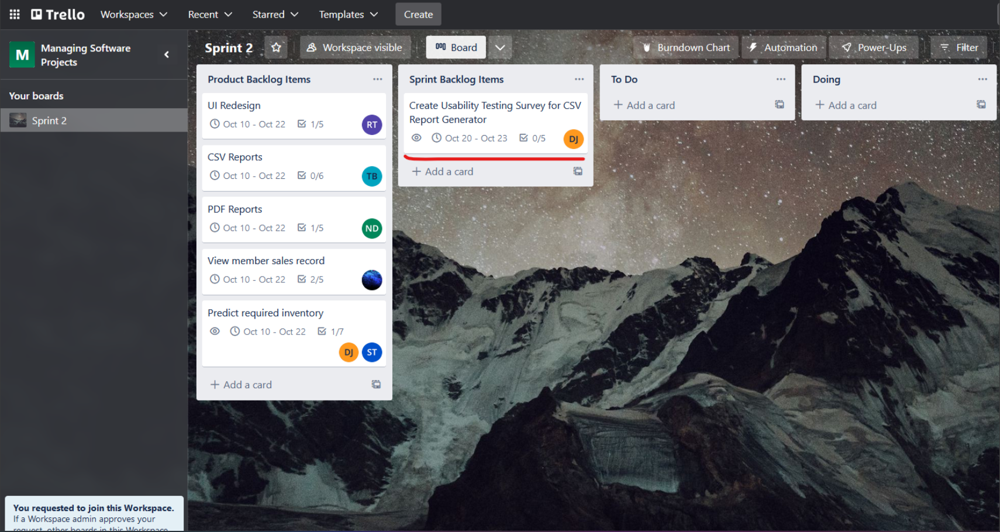 Trello
Workspaces
Recent
Starred
Templates
Create
M
Managing Software
Projects
Your boards
Sprint 2
Sprint 2
Workspace visible
Board
Burndown Chart
Automation
Power-Ups
Filter
Product Backlog Items
UI Redesign
Oct 10 - Oct 22
1/5
RT
CSV Reports
Oct 10 - Oct 22
0/6
TB
PDF Reports
Oct 10 - Oct 22
1/5
ND
View member sales record
Oct 10 - Oct 22
2/5
Predict required inventory
Oct 10 - Oct 22
1/7
DJ
ST
+ Add a card
Sprint Backlog Items
Create Usability Testing Survey for CSV
Report Generator
Oct 20 - Oct 23
0/5
DJ
+ Add a card
To Do
+ Add a card
Doing
+ Add a card
You requested to join this Workspace.
If a Workspace admin approves your
request, other boards in this Workspace